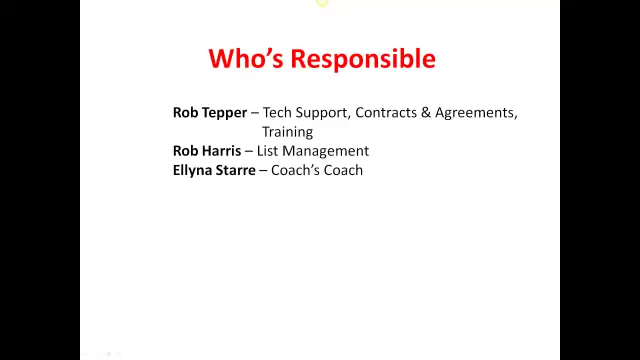 Who's Responsible
Rob Tepper – Tech Support, Contracts & Agreements,
Training
Rob Harris – List Management
Ellyna Starre – Coach's Coach